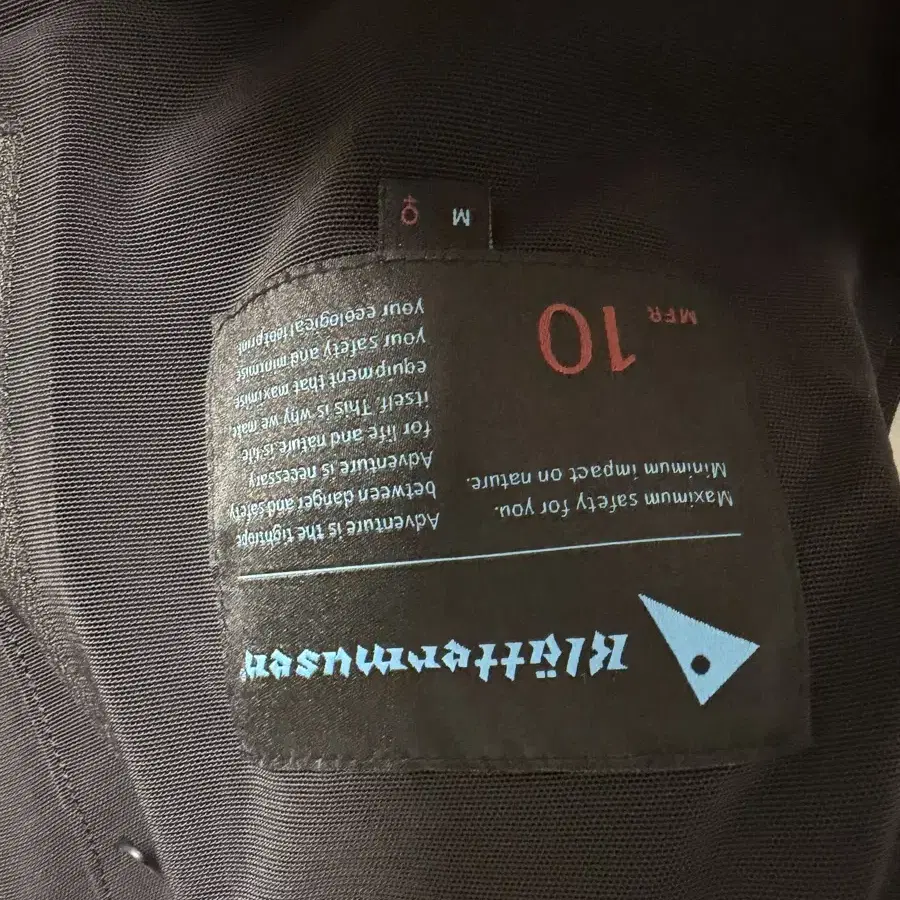 Klättermusen
Maximum safety for you.
Minimum impact on nature.
MFR 10
Adventure is the tightrope
between danger and safety.
Adventure is necessary
for life and nature is life
itself. This is why we make
equipment that maximise
your safety and minimise
your ecological footprint
M ♀